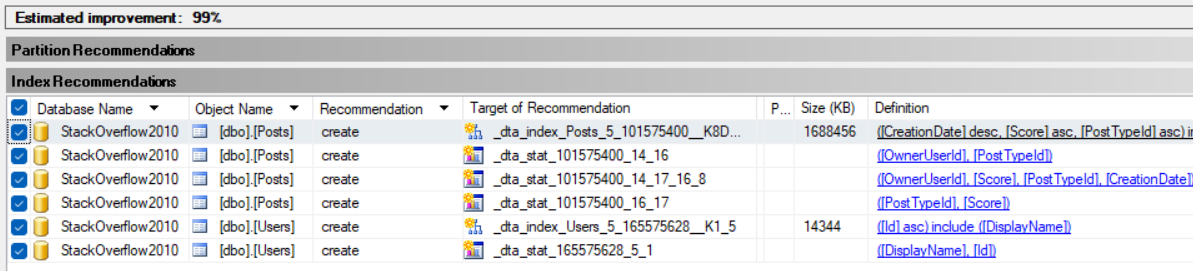 Estimated improvement: 99%
Partition Recommendations
Index Recommendations
Database Name Object Name Recommendation Target of Recommendation P... Size (KB) Definition
StackOverflow2010 [dbo].[Posts] create _dta_index_Posts_5_101575400__K8D... 1688456 ([CreationDate] desc, [Score] asc, [PostTypeId] asc) in
StackOverflow2010 [dbo].[Posts] create _dta_stat_101575400_14_16 ([OwnerUserId], [PostTypeId])
StackOverflow2010 [dbo].[Posts] create _dta_stat_101575400_14_17_16_8 ([OwnerUserId], [Score], [PostTypeId], [CreationDate])
StackOverflow2010 [dbo].[Posts] create _dta_stat_101575400_16_17 ([PostTypeId], [Score])
StackOverflow2010 [dbo].[Users] create _dta_index_Users_5_165575628__K1_5 14344 ([Id] asc) include ([DisplayName])
StackOverflow2010 [dbo].[Users] create _dta_stat_165575628_5_1 ([DisplayName], [Id])